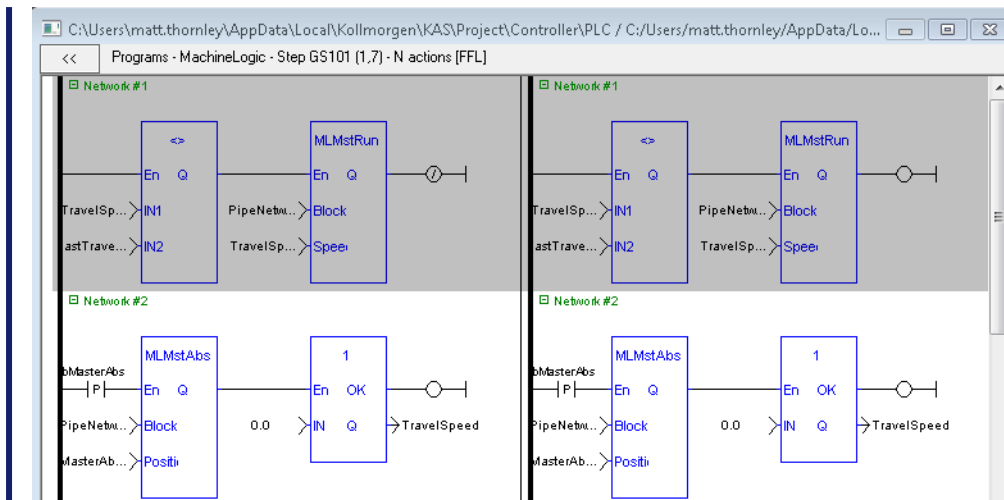 C:\Users\matt.thornley\AppData\Local\Kollmorgen\KAS\Project\Controller\PLC / C:/Users/matt.thornley/AppData/Lo...
<< Programs - MachineLogic - Step GS101 (1,7) - N actions [FFL]
Network #1
<> MLMstRun
En Q En Q /
TravelSp... IN1 PipeNetw... Block
astTrave... IN2 TravelSp... Speei
Network #2
MLMstAbs 1
bMasterAbs
P En Q En OK
PipeNetw... Block 0.0 IN Q TravelSpeed
MasterAb... Positi
Network #1
<> MLMstRun
En Q En Q
TravelSp... IN1 PipeNetw... Block
astTrave... IN2 TravelSp... Speei
Network #2
MLMstAbs 1
bMasterAbs
P En Q En OK
PipeNetw... Block 0.0 IN Q TravelSpeed
MasterAb... Positi